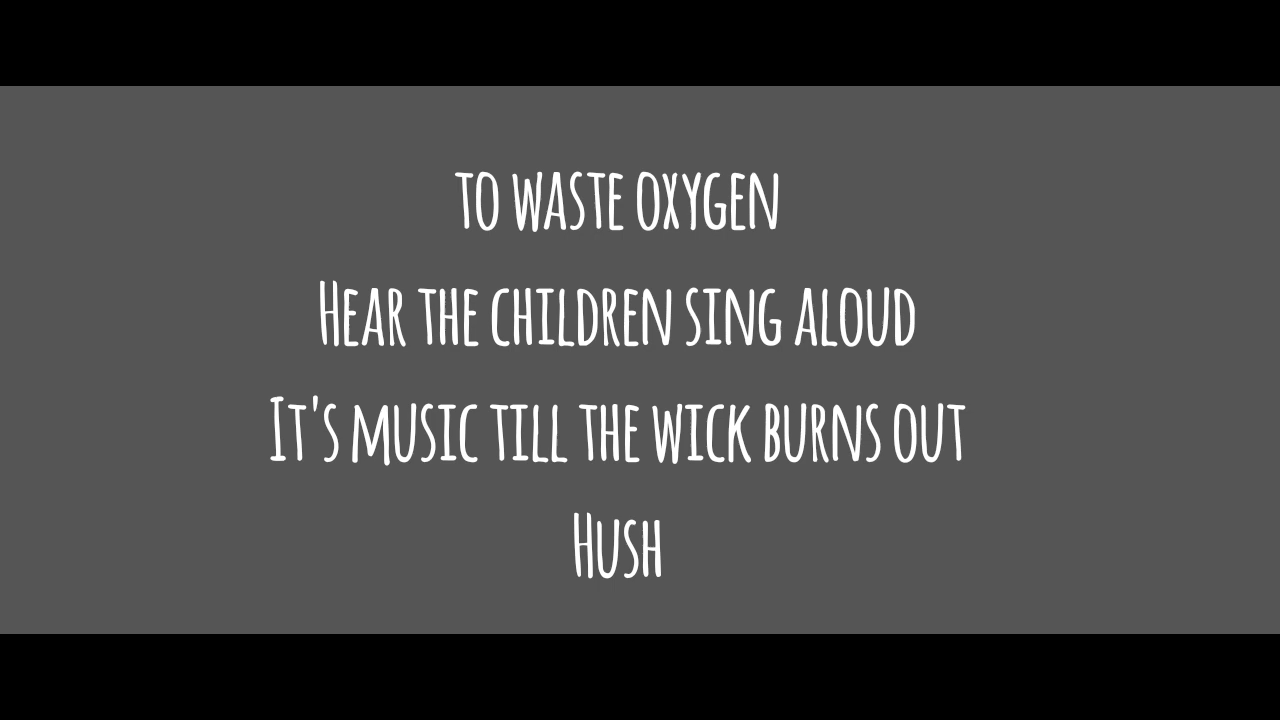 to waste oxygen
Hear the children sing aloud
It's music till the wick burns out
Hush